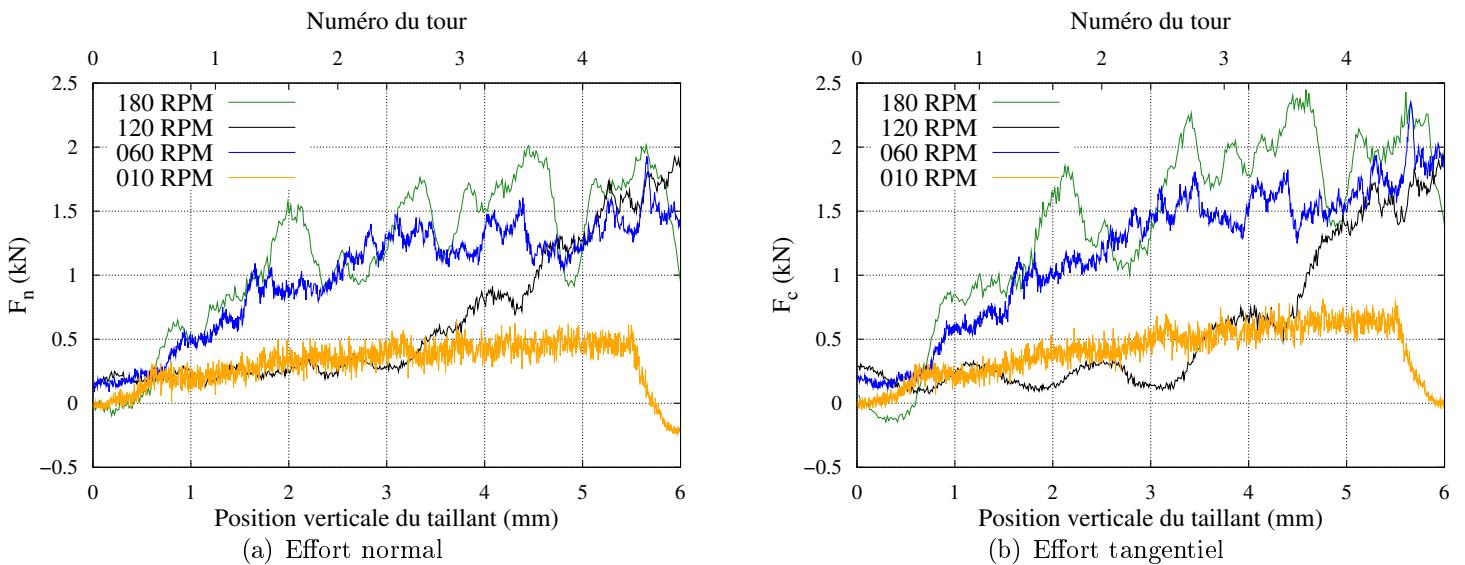 Numéro du tour
0 1 2 3 4
2.5
2
1.5
1
0.5
0
−0.5
F_n (kN)
180 RPM
120 RPM
060 RPM
010 RPM
0 1 2 3 4 5 6
Position verticale du taillant (mm)
(a) Effort normal
Numéro du tour
0 1 2 3 4
2.5
2
1.5
1
0.5
0
−0.5
F_c (kN)
180 RPM
120 RPM
060 RPM
010 RPM
0 1 2 3 4 5 6
Position verticale du taillant (mm)
(b) Effort tangentiel